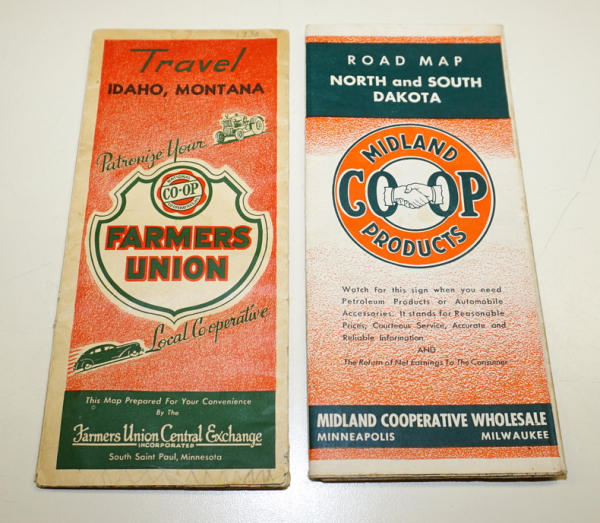 Travel
IDAHO, MONTANA
Patronize Your
CO-OP
FARMERS
UNION
Local Co operative
This Map Prepared For Your Convenience
By The
Farmers Union Central Exchange
INCORPORATED
South Saint Paul, Minnesota
ROAD MAP
NORTH and SOUTH
DAKOTA
MIDLAND
CO OP
PRODUCTS
Watch for this sign when you need
Petroleum Products or Automobile
Accessories. It stands for Reasonable
Prices, Courteous Service, Accurate and
Reliable Information
AND
The Return of Net Earnings To The Consumer
MIDLAND COOPERATIVE WHOLESALE
MINNEAPOLIS MILWAUKEE